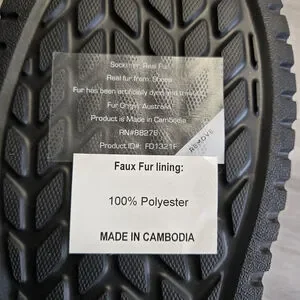 Sockliner: Real Fur
Real fur from: Sheep
Fur has been artificially dyed and trimmed
Fur Origin: Australia
Product is Made in Cambodia
RN#88276
Product ID#: FD1321F
REMOVE
Faux Fur lining:
100% Polyester
MADE IN CAMBODIA